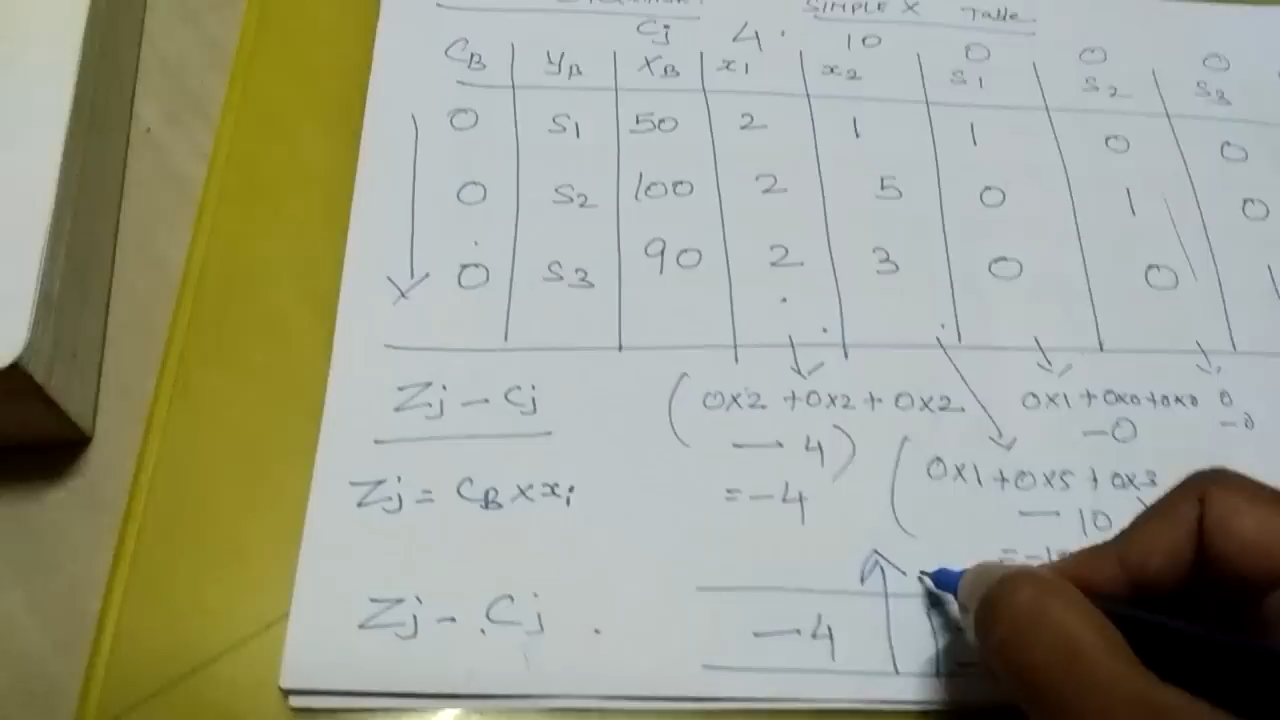 SIMPLEX Table
Cj 4 10 0 0 0
CB YB XB x1 x2 s1 s2 s3
0 S1 50 2 1 1 0 0
0 S2 100 2 5 0 1 0
0 S3 90 2 3 0 0
Zj - Cj (0x2 +0x2 + 0x2 0x1 + 0x0 +0x0 0
- 4) -0 -0
Zj = CB x xj = -4 (0x1 +0x5 + 0x3
- 10
Zj - Cj - 4